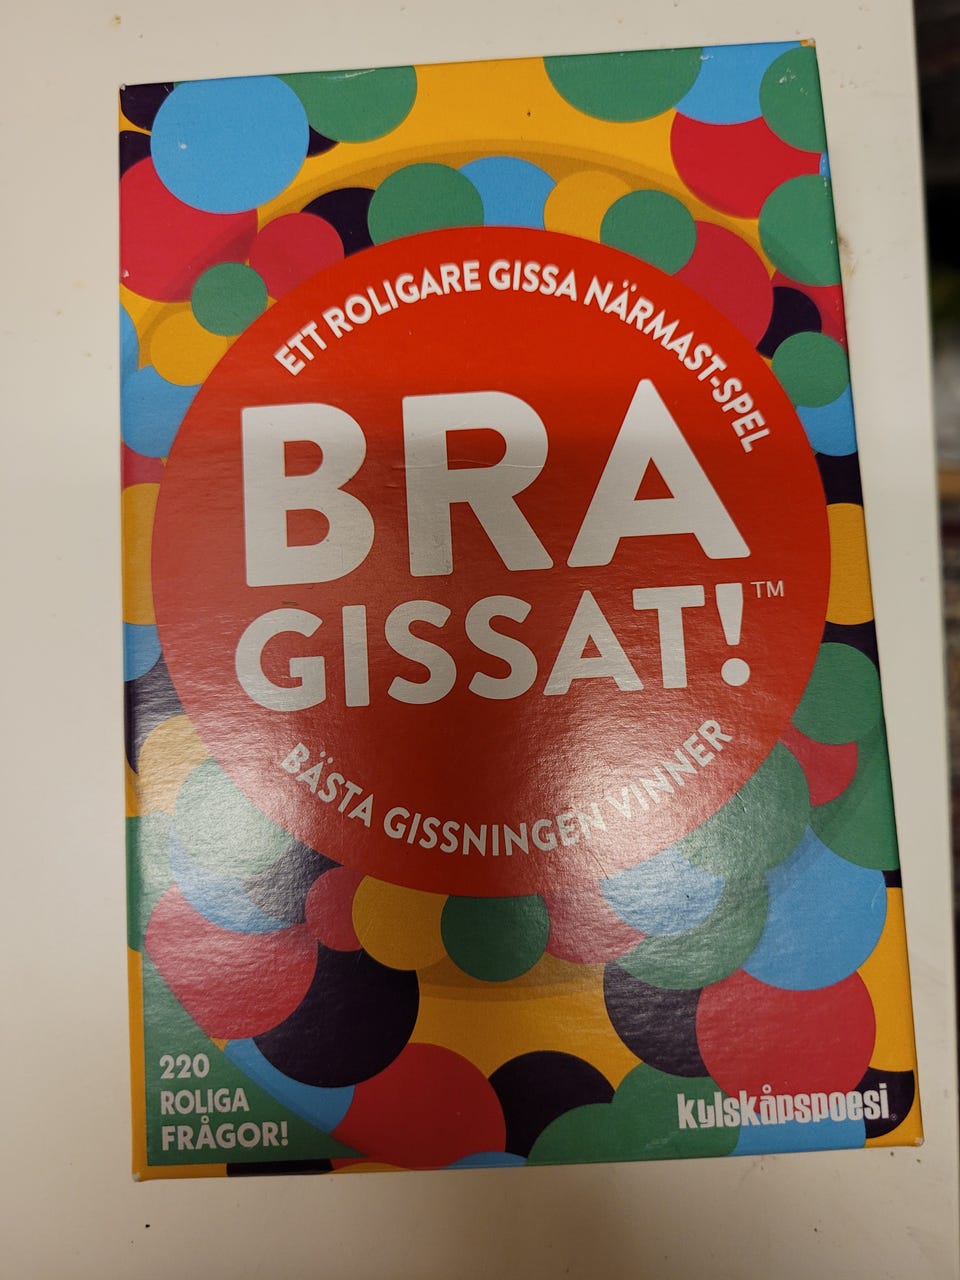 ETT ROLIGARE GISSA NÄRMAST-SPEL
BRA
GISSAT!™
BÄSTA GISSNINGEN VINNER
220
ROLIGA
FRÅGOR!
kylskåpspoesi®